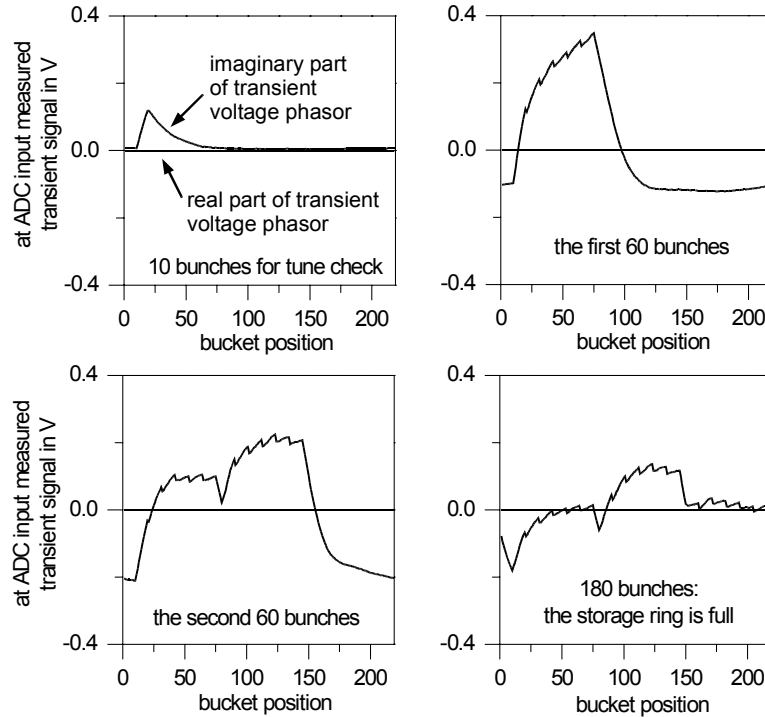 at ADC input measured
transient signal in V
0.4
0.0
-0.4
imaginary part
of transient
voltage phasor
real part of transient
voltage phasor
10 bunches for tune check
0 50 100 150 200
bucket position
0.4
0.0
-0.4
the first 60 bunches
0 50 100 150 200
bucket position
at ADC input measured
transient signal in V
0.4
0.0
-0.4
the second 60 bunches
0 50 100 150 200
bucket position
0.4
0.0
-0.4
180 bunches:
the storage ring is full
0 50 100 150 200
bucket position